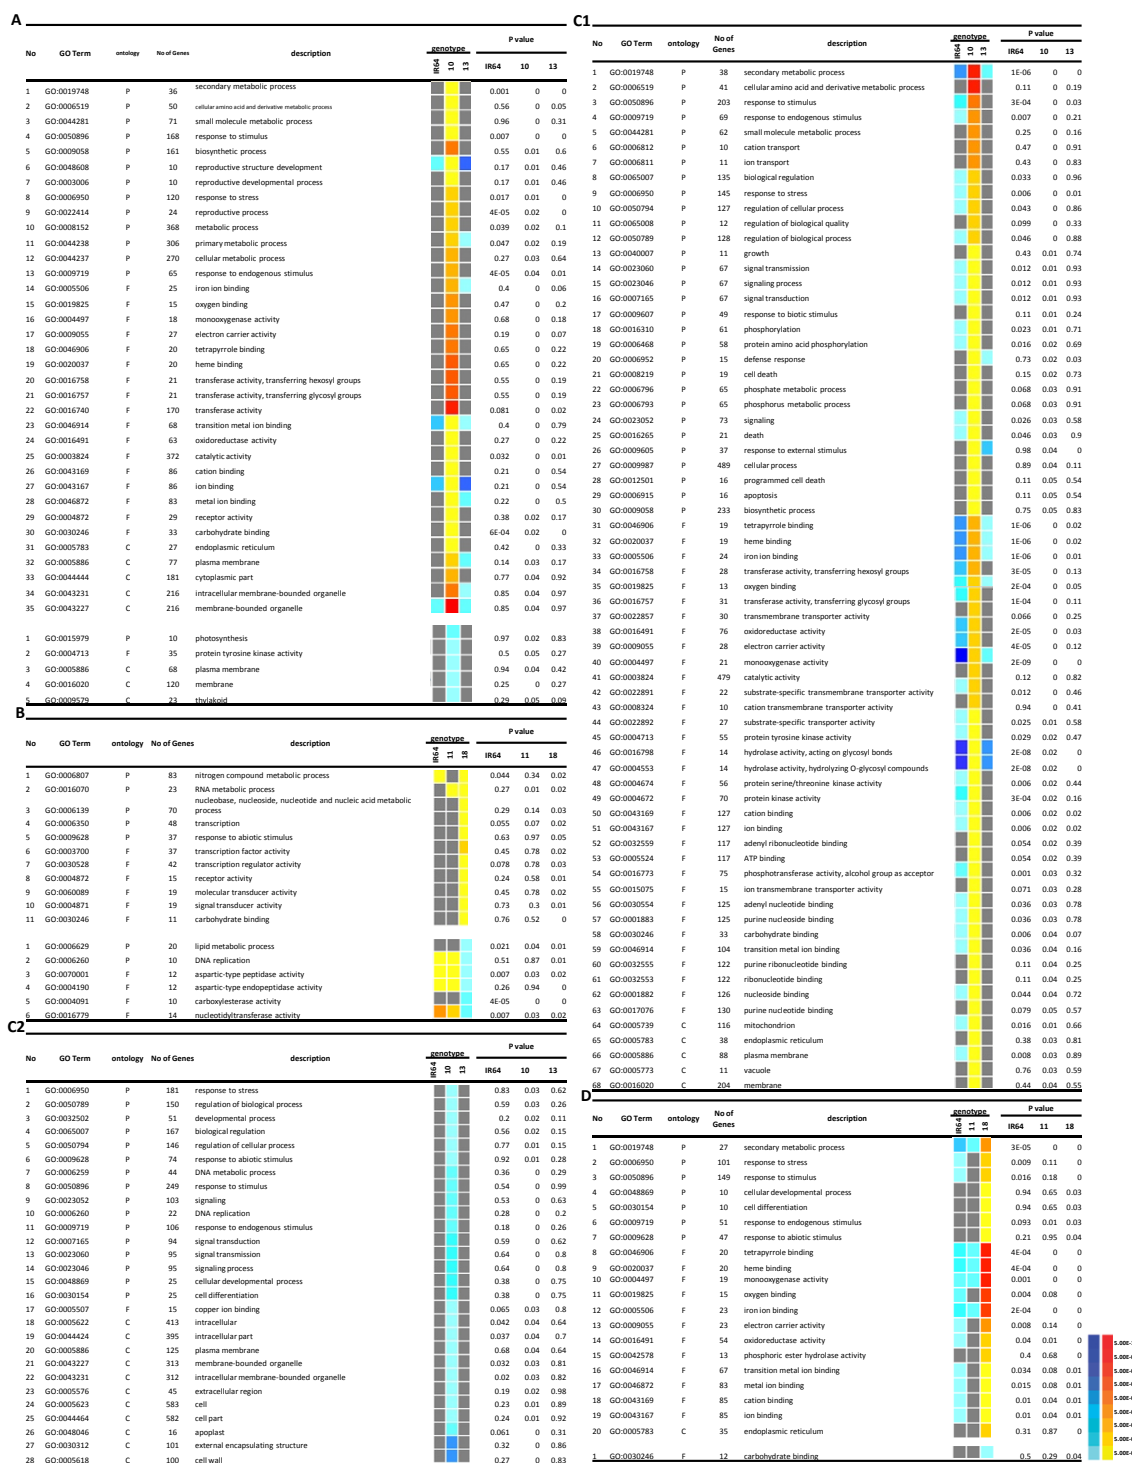 A
No GO Term ontology No of Genes description genotype P value
IR64 10 13 IR64 10 13
1 GO:0019748 P 36 secondary metabolic process 0.001 0 0
2 GO:0006519 P 50 cellular amino acid and derivative metabolic process 0.56 0 0.05
3 GO:0044281 P 71 small molecule metabolic process 0.96 0 0.31
4 GO:0050896 P 168 response to stimulus 0.007 0 0
5 GO:0009058 P 161 biosynthetic process 0.55 0.01 0.6
6 GO:0048608 P 10 reproductive structure development 0.17 0.01 0.46
7 GO:0003006 P 10 reproductive developmental process 0.17 0.01 0.46
8 GO:0006950 P 120 response to stress 0.017 0.01 0
9 GO:0022414 P 24 reproductive process 4E-05 0.02 0
10 GO:0008152 P 368 metabolic process 0.039 0.02 0.1
11 GO:0044238 P 306 primary metabolic process 0.047 0.02 0.19
12 GO:0044237 P 270 cellular metabolic process 0.27 0.03 0.64
13 GO:0009719 P 65 response to endogenous stimulus 4E-05 0.04 0.01
14 GO:0005506 F 25 iron ion binding 0.4 0 0.06
15 GO:0019825 F 15 oxygen binding 0.47 0 0.2
16 GO:0004497 F 18 monooxygenase activity 0.68 0 0.18
17 GO:0009055 F 27 electron carrier activity 0.19 0 0.07
18 GO:0046906 F 20 tetrapyrrole binding 0.65 0 0.22
19 GO:0020037 F 20 heme binding 0.65 0 0.22
20 GO:0016758 F 21 transferase activity, transferring hexosyl groups 0.55 0 0.19
21 GO:0016757 F 21 transferase activity, transferring glycosyl groups 0.55 0 0.19
22 GO:0016740 F 170 transferase activity 0.081 0 0.02
23 GO:0046914 F 68 transition metal ion binding 0.4 0 0.79
24 GO:0016491 F 63 oxidoreductase activity 0.27 0 0.22
25 GO:0003824 F 372 catalytic activity 0.032 0 0.01
26 GO:0043169 F 86 cation binding 0.21 0 0.54
27 GO:0043167 F 86 ion binding 0.21 0 0.54
28 GO:0046872 F 83 metal ion binding 0.22 0 0.5
29 GO:0004872 F 29 receptor activity 0.38 0.02 0.17
30 GO:0030246 F 33 carbohydrate binding 6E-04 0.02 0
31 GO:0005783 C 27 endoplasmic reticulum 0.42 0 0.33
32 GO:0005886 C 77 plasma membrane 0.14 0.03 0.17
33 GO:0044444 C 181 cytoplasmic part 0.77 0.04 0.92
34 GO:0043231 C 216 intracellular membrane-bounded organelle 0.85 0.04 0.97
35 GO:0043227 C 216 membrane-bounded organelle 0.85 0.04 0.97
1 GO:0015979 P 10 photosynthesis 0.97 0.02 0.83
2 GO:0004713 F 35 protein tyrosine kinase activity 0.5 0.05 0.27
3 GO:0005886 C 68 plasma membrane 0.94 0.04 0.42
4 GO:0016020 C 120 membrane 0.25 0 0.27
5 GO:0009579 C 23 thylakoid 0.29 0.05 0.09
B
No GO Term ontology No of Genes description genotype P value
IR64 11 18 IR64 11 18
1 GO:0006807 P 83 nitrogen compound metabolic process 0.044 0.34 0.02
2 GO:0016070 P 23 RNA metabolic process 0.27 0.01 0.02
nucleobase, nucleoside, nucleotide and nucleic acid metabolic
3 GO:0006139 P 70 process 0.29 0.14 0.03
4 GO:0006350 P 48 transcription 0.055 0.07 0.02
5 GO:0009628 P 37 response to abiotic stimulus 0.63 0.97 0.05
6 GO:0003700 F 37 transcription factor activity 0.45 0.78 0.02
7 GO:0030528 F 42 transcription regulator activity 0.078 0.78 0.03
8 GO:0004872 F 15 receptor activity 0.24 0.58 0.01
9 GO:0060089 F 19 molecular transducer activity 0.45 0.78 0.02
10 GO:0004871 F 19 signal transducer activity 0.73 0.3 0.01
11 GO:0030246 F 11 carbohydrate binding 0.76 0.52 0
1 GO:0006629 P 20 lipid metabolic process 0.021 0.04 0.01
2 GO:0006260 P 10 DNA replication 0.51 0.87 0.01
3 GO:0070001 F 12 aspartic-type peptidase activity 0.007 0.03 0.02
4 GO:0004190 F 12 aspartic-type endopeptidase activity 0.26 0.94 0
5 GO:0004091 F 10 carboxylesterase activity 4E-05 0 0
6 GO:0016779 F 14 nucleotidyltransferase activity 0.007 0.03 0.02
C2
No GO Term ontology No of Genes description genotype P value
IR64 10 13 IR64 10 13
1 GO:0006950 P 181 response to stress 0.83 0.03 0.62
2 GO:0050789 P 150 regulation of biological process 0.59 0.03 0.26
3 GO:0032502 P 51 developmental process 0.2 0.02 0.11
4 GO:0065007 P 167 biological regulation 0.56 0.02 0.15
5 GO:0050794 P 146 regulation of cellular process 0.77 0.01 0.15
6 GO:0009628 P 74 response to abiotic stimulus 0.92 0.01 0.28
7 GO:0006259 P 44 DNA metabolic process 0.36 0 0.29
8 GO:0050896 P 249 response to stimulus 0.54 0 0.99
9 GO:0023052 P 103 signaling 0.53 0 0.63
10 GO:0006260 P 22 DNA replication 0.28 0 0.2
11 GO:0009719 P 106 response to endogenous stimulus 0.18 0 0.26
12 GO:0007165 P 94 signal transduction 0.59 0 0.62
13 GO:0023060 P 95 signal transmission 0.64 0 0.8
14 GO:0023046 P 95 signaling process 0.64 0 0.8
15 GO:0048869 P 25 cellular developmental process 0.38 0 0.75
16 GO:0030154 P 25 cell differentiation 0.38 0 0.75
17 GO:0005507 F 15 copper ion binding 0.065 0.03 0.8
18 GO:0005622 C 413 intracellular 0.042 0.04 0.64
19 GO:0044424 C 395 intracellular part 0.037 0.04 0.7
20 GO:0005886 C 125 plasma membrane 0.68 0.04 0.64
21 GO:0043227 C 313 membrane-bounded organelle 0.032 0.03 0.81
22 GO:0043231 C 312 intracellular membrane-bounded organelle 0.02 0.03 0.82
23 GO:0005576 C 45 extracellular region 0.19 0.02 0.98
24 GO:0005623 C 583 cell 0.23 0.01 0.89
25 GO:0044464 C 582 cell part 0.24 0.01 0.92
26 GO:0048046 C 16 apoplast 0.061 0 0.31
27 GO:0030312 C 101 external encapsulating structure 0.32 0 0.86
28 GO:0005618 C 100 cell wall 0.27 0 0.83
C1
No GO Term ontology No of Genes description genotype P value
IR64 10 13 IR64 10 13
1 GO:0019748 P 38 secondary metabolic process 1E-06 0 0
2 GO:0006519 P 41 cellular amino acid and derivative metabolic process 0.11 0 0.19
3 GO:0050896 P 203 response to stimulus 3E-04 0 0.03
4 GO:0009719 P 69 response to endogenous stimulus 0.007 0 0.21
5 GO:0044281 P 62 small molecule metabolic process 0.25 0 0.16
6 GO:0006812 P 10 cation transport 0.47 0 0.91
7 GO:0006811 P 11 ion transport 0.43 0 0.83
8 GO:0065007 P 135 biological regulation 0.033 0 0.96
9 GO:0006950 P 145 response to stress 0.006 0 0.01
10 GO:0050794 P 127 regulation of cellular process 0.043 0 0.86
11 GO:0065008 P 12 regulation of biological quality 0.099 0 0.33
12 GO:0050789 P 128 regulation of biological process 0.046 0 0.88
13 GO:0040007 P 11 growth 0.43 0.01 0.74
14 GO:0023060 P 67 signal transmission 0.012 0.01 0.93
15 GO:0023046 P 67 signaling process 0.012 0.01 0.93
16 GO:0007165 P 67 signal transduction 0.012 0.01 0.93
17 GO:0009607 P 49 response to biotic stimulus 0.11 0.01 0.24
18 GO:0016310 P 61 phosphorylation 0.023 0.01 0.71
19 GO:0006468 P 58 protein amino acid phosphorylation 0.016 0.02 0.69
20 GO:0006952 P 15 defense response 0.73 0.02 0.03
21 GO:0008219 P 19 cell death 0.15 0.02 0.73
22 GO:0006796 P 65 phosphate metabolic process 0.068 0.03 0.91
23 GO:0006793 P 65 phosphorus metabolic process 0.068 0.03 0.91
24 GO:0023052 P 73 signaling 0.026 0.03 0.58
25 GO:0016265 P 21 death 0.046 0.03 0.9
26 GO:0009605 P 37 response to external stimulus 0.98 0.04 0
27 GO:0009987 P 489 cellular process 0.89 0.04 0.11
28 GO:0012501 P 16 programmed cell death 0.11 0.05 0.54
29 GO:0006915 P 16 apoptosis 0.11 0.05 0.54
30 GO:0009058 P 233 biosynthetic process 0.75 0.05 0.83
31 GO:0046906 F 19 tetrapyrrole binding 1E-06 0 0.02
32 GO:0020037 F 19 heme binding 1E-06 0 0.02
33 GO:0005506 F 24 iron ion binding 1E-06 0 0.01
34 GO:0016758 F 28 transferase activity, transferring hexosyl groups 3E-05 0 0.13
35 GO:0019825 F 13 oxygen binding 2E-04 0 0.05
36 GO:0016757 F 31 transferase activity, transferring glycosyl groups 1E-04 0 0.11
37 GO:0022857 F 30 transmembrane transporter activity 0.066 0 0.25
38 GO:0016491 F 76 oxidoreductase activity 2E-05 0 0.03
39 GO:0009055 F 28 electron carrier activity 4E-05 0 0.12
40 GO:0004497 F 21 monooxygenase activity 2E-09 0 0
41 GO:0003824 F 479 catalytic activity 0.12 0 0.82
42 GO:0022891 F 22 substrate-specific transmembrane transporter activity 0.012 0 0.46
43 GO:0008324 F 10 cation transmembrane transporter activity 0.94 0 0.41
44 GO:0022892 F 27 substrate-specific transporter activity 0.025 0.01 0.58
45 GO:0004713 F 55 protein tyrosine kinase activity 0.029 0.02 0.47
46 GO:0016798 F 14 hydrolase activity, acting on glycosyl bonds 2E-08 0.02 0
47 GO:0004553 F 14 hydrolase activity, hydrolyzing O-glycosyl compounds 2E-08 0.02 0
48 GO:0004674 F 56 protein serine/threonine kinase activity 0.006 0.02 0.44
49 GO:0004672 F 70 protein kinase activity 3E-04 0.02 0.16
50 GO:0043169 F 127 cation binding 0.006 0.02 0.02
51 GO:0043167 F 127 ion binding 0.006 0.02 0.02
52 GO:0032559 F 117 adenyl ribonucleotide binding 0.054 0.02 0.39
53 GO:0005524 F 117 ATP binding 0.054 0.02 0.39
54 GO:0016773 F 75 phosphotransferase activity, alcohol group as acceptor 0.001 0.03 0.32
55 GO:0015075 F 15 ion transmembrane transporter activity 0.071 0.03 0.28
56 GO:0030554 F 125 adenyl nucleotide binding 0.036 0.03 0.78
57 GO:0001883 F 125 purine nucleoside binding 0.036 0.03 0.78
58 GO:0030246 F 33 carbohydrate binding 0.006 0.04 0.07
59 GO:0046914 F 104 transition metal ion binding 0.036 0.04 0.16
60 GO:0032555 F 122 purine ribonucleotide binding 0.11 0.04 0.25
61 GO:0032553 F 122 ribonucleotide binding 0.11 0.04 0.25
62 GO:0001882 F 126 nucleoside binding 0.044 0.04 0.72
63 GO:0017076 F 130 purine nucleotide binding 0.079 0.05 0.57
64 GO:0005739 C 116 mitochondrion 0.016 0.01 0.66
65 GO:0005783 C 38 endoplasmic reticulum 0.38 0.03 0.81
66 GO:0005886 C 88 plasma membrane 0.008 0.03 0.89
67 GO:0005773 C 11 vacuole 0.76 0.03 0.59
68 GO:0016020 C 204 membrane 0.44 0.04 0.55
D
No GO Term ontology No of Genes description genotype P value
IR64 11 18 IR64 11 18
1 GO:0019748 P 27 secondary metabolic process 3E-05 0 0
2 GO:0006950 P 101 response to stress 0.009 0.11 0
3 GO:0050896 P 149 response to stimulus 0.016 0.18 0
4 GO:0048869 P 10 cellular developmental process 0.94 0.65 0.03
5 GO:0030154 P 10 cell differentiation 0.94 0.65 0.03
6 GO:0009719 P 51 response to endogenous stimulus 0.093 0.01 0.03
7 GO:0009628 P 47 response to abiotic stimulus 0.21 0.95 0.04
8 GO:0046906 F 20 tetrapyrrole binding 4E-04 0 0
9 GO:0020037 F 20 heme binding 4E-04 0 0
10 GO:0004497 F 19 monooxygenase activity 0.001 0 0
11 GO:0019825 F 15 oxygen binding 0.004 0.08 0
12 GO:0005506 F 23 iron ion binding 2E-04 0 0
13 GO:0009055 F 23 electron carrier activity 0.008 0.14 0
14 GO:0016491 F 54 oxidoreductase activity 0.04 0.01 0
15 GO:0042578 F 13 phosphoric ester hydrolase activity 0.4 0.68 0
16 GO:0046914 F 67 transition metal ion binding 0.034 0.08 0.01
17 GO:0046872 F 83 metal ion binding 0.015 0.08 0.01
18 GO:0043169 F 85 cation binding 0.01 0.04 0.01
19 GO:0043167 F 85 ion binding 0.01 0.04 0.01
20 GO:0005783 C 35 endoplasmic reticulum 0.31 0.87 0
1 GO:0030246 F 12 carbohydrate binding 0.5 0.29 0.04